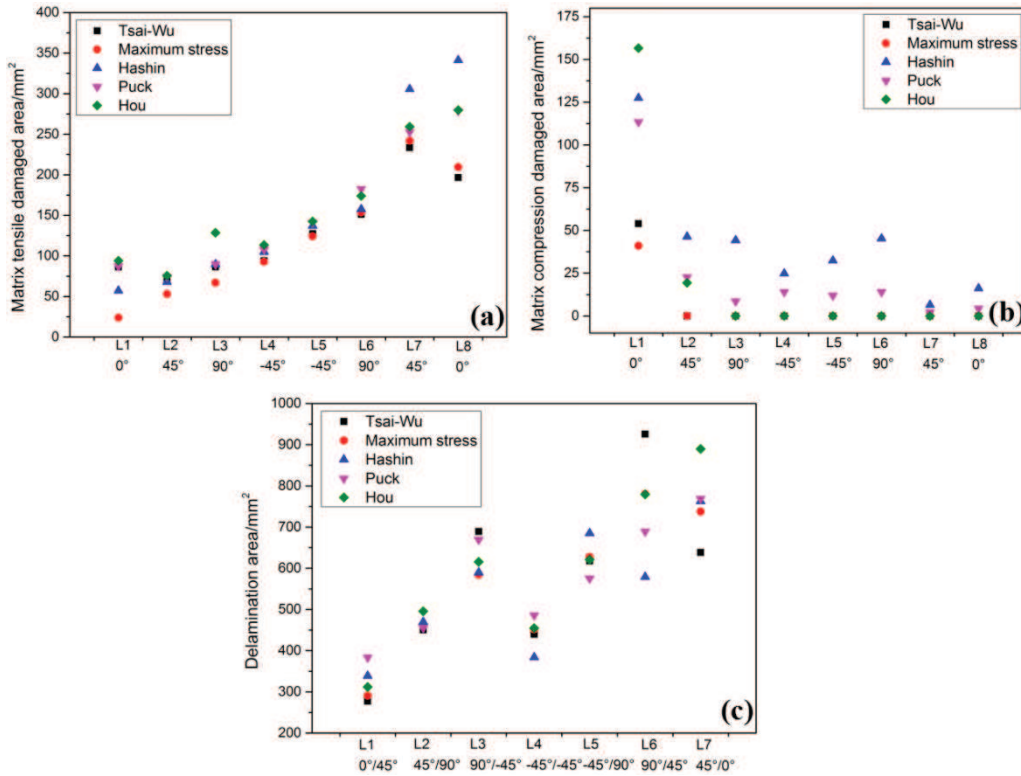 400
350
300
250
200
150
100
50
0
Matrix tensile damaged area/mm²
Tsai-Wu
Maximum stress
Hashin
Puck
Hou
(a)
L1 L2 L3 L4 L5 L6 L7 L8
0° 45° 90° -45° -45° 90° 45° 0°
175
150
125
100
75
50
25
0
Matrix compression damaged area/mm²
Tsai-Wu
Maximum stress
Hashin
Puck
Hou
(b)
L1 L2 L3 L4 L5 L6 L7 L8
0° 45° 90° -45° -45° 90° 45° 0°
1000
900
800
700
600
500
400
300
200
Delamination area/mm²
Tsai-Wu
Maximum stress
Hashin
Puck
Hou
(c)
L1 L2 L3 L4 L5 L6 L7
0°/45° 45°/90° 90°/-45° -45°/-45° -45°/90° 90°/45° 45°/0°